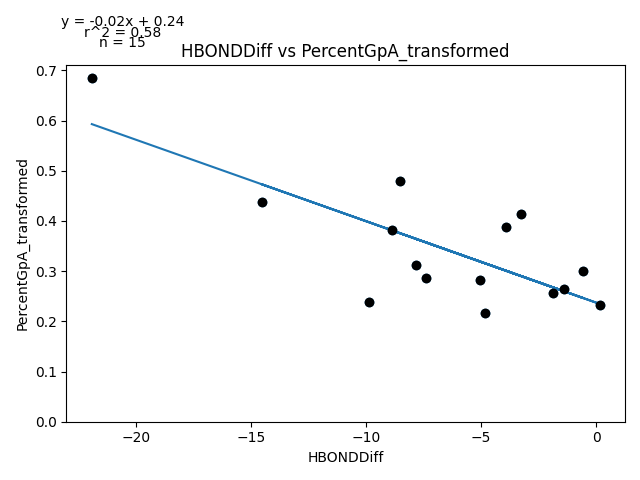 y = -0.02x + 0.24
r^2 = 0.58
n = 15
HBONDDiff vs PercentGpA_transformed
0.7
0.6
0.5
0.4
0.3
0.2
0.1
0.0
PercentGpA_transformed
−20
−15
−10
−5
0
HBONDDiff